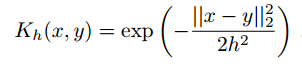 K_h(x, y) = exp(−||x − y||₂² / 2h²)